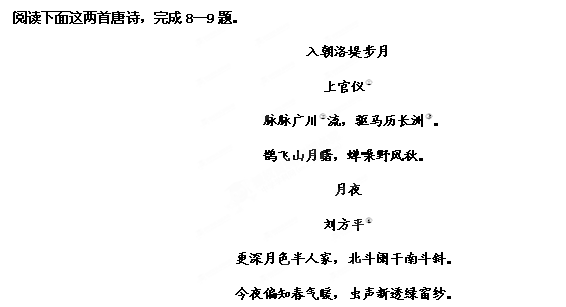 阅读下面这两首唐诗，完成8—9题。
入朝洛堤步月
上官仪①
脉脉广川②流，驱马历长洲③。
鹊飞山月曙，蝉噪野风秋。
月夜
刘方平④
更深月色半人家，北斗阑干南斗斜。
今夜偏知春气暖，虫声新透绿窗纱。